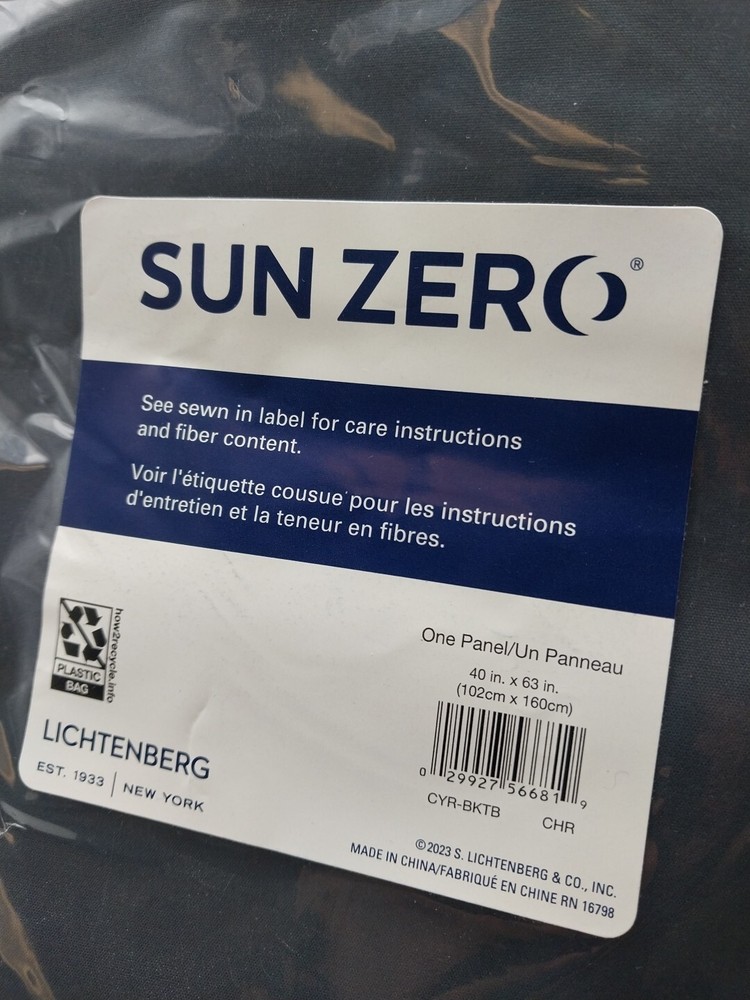 SUN ZERO®
See sewn in label for care instructions
and fiber content.
Voir l'étiquette cousue pour les instructions
d'entretien et la teneur en fibres.
PLASTIC
BAG
how2recycle.info
LICHTENBERG
EST. 1933 | NEW YORK
One Panel/Un Panneau
40 in. x 63 in.
(102cm x 160cm)
0 29927 56681 9
CYR-BKTB CHR
©2023 S. LICHTENBERG & CO., INC.
MADE IN CHINA/FABRIQUÉ EN CHINE RN 16798